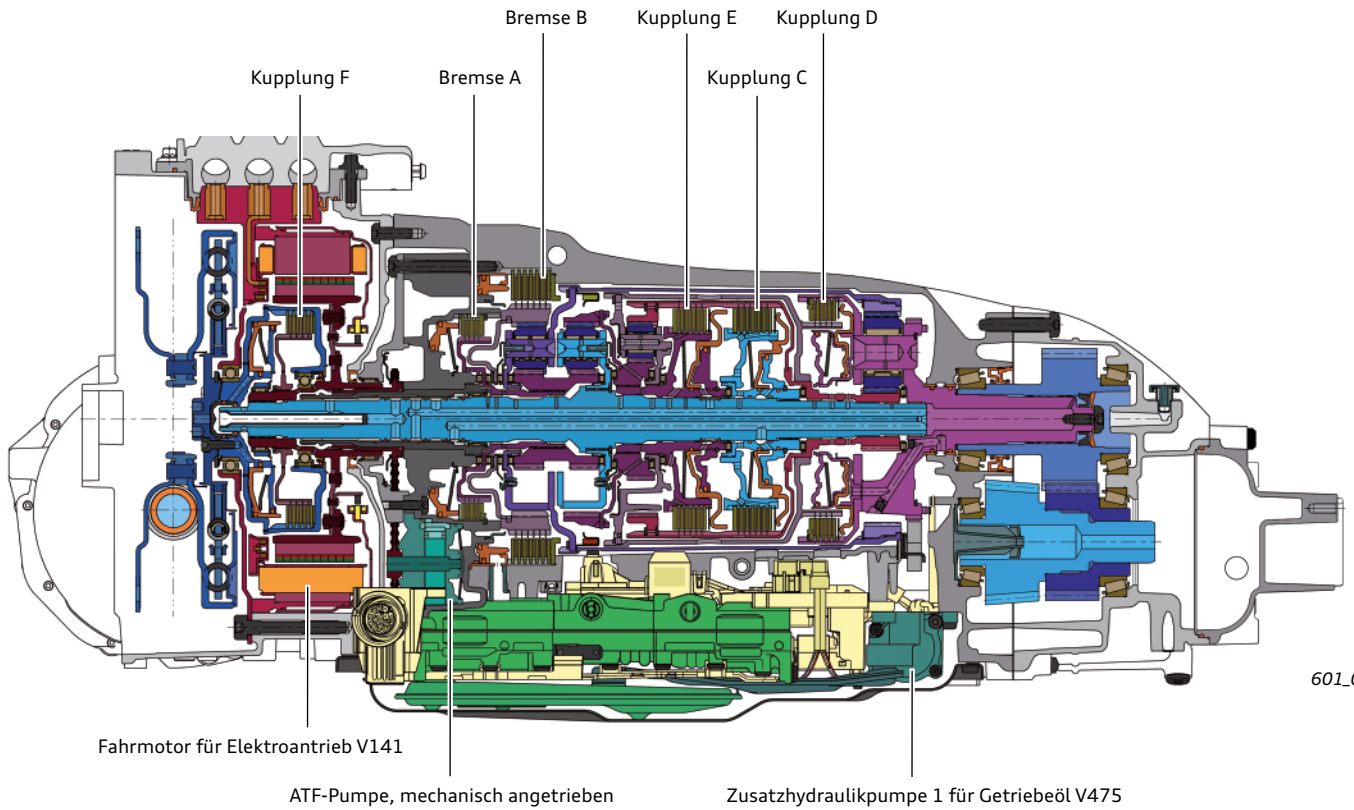 Bremse B
Kupplung E
Kupplung D
Kupplung F
Bremse A
Kupplung C
Fahrmotor für Elektroantrieb V141
ATF-Pumpe, mechanisch angetrieben
Zusatzhydraulikpumpe 1 für Getriebeöl V475